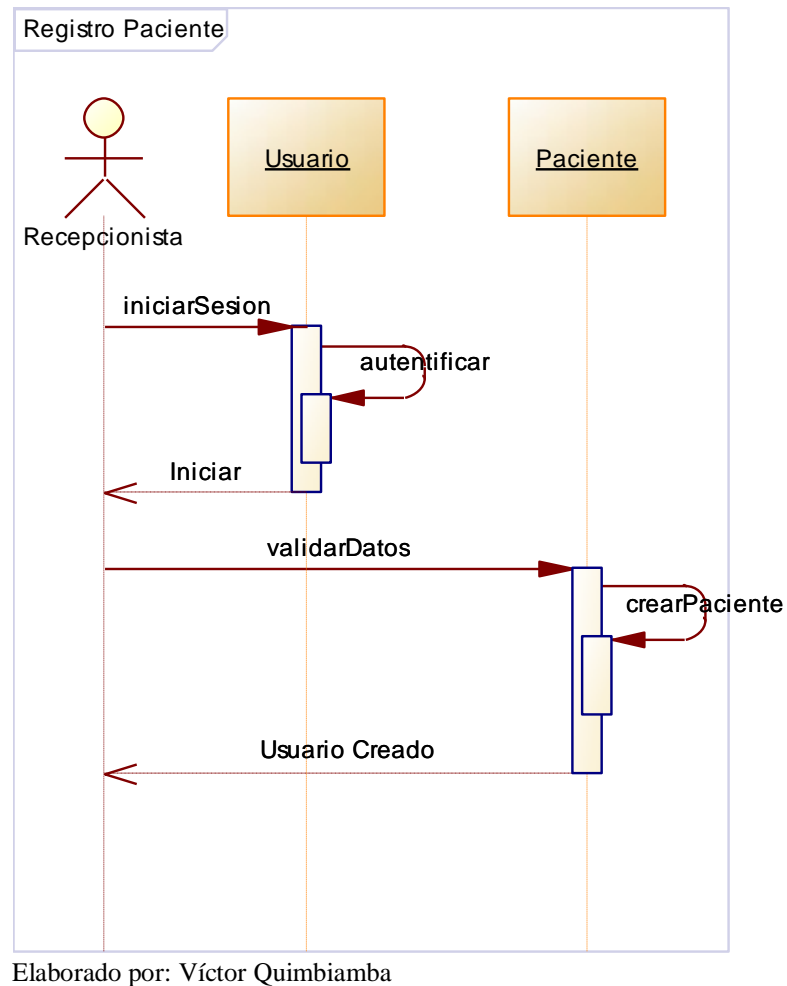 Registro Paciente
Usuario
Paciente
Recepcionista
iniciarSesion
autentificar
Iniciar
validarDatos
crearPaciente
Usuario Creado
Elaborado por: Víctor Quimbiamba